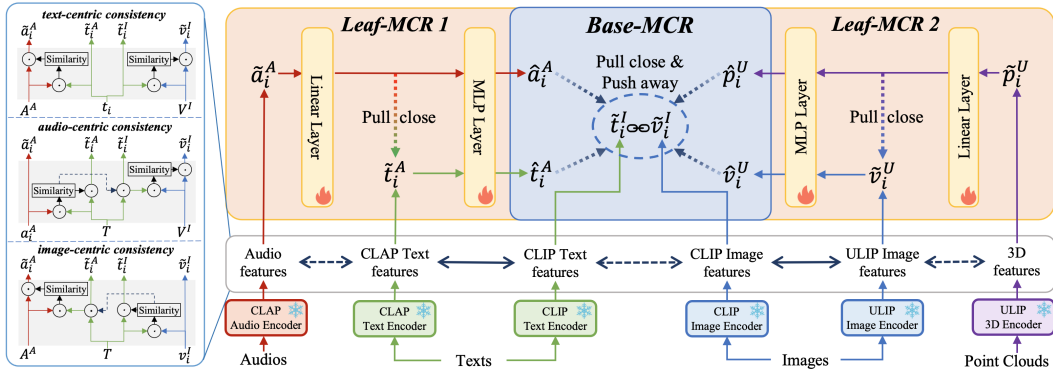 text-centric consistency
ã_i^A t̃_i^A t̃_i^I ṽ_i^I
Similarity Similarity
A^A t_i V^I
audio-centric consistency
ã_i^A t̃_i^A t̃_i^I ṽ_i^I
Similarity Similarity
a_i^A T V^I
image-centric consistency
ã_i^A t̃_i^A t̃_i^I ṽ_i^I
Similarity Similarity
A^A T v_i^I
Leaf-MCR 1 Base-MCR Leaf-MCR 2
ã_i^A
Linear Layer
Pull close
t̃_i^A
MLP Layer
â_i^A
t̂_i^A
Pull close &
Push away
t̃_i^I ṽ_i^I
p̂_i^U
v̂_i^U
MLP Layer
Pull close
ṽ_i^U
Linear Layer
p̃_i^U
Audio
features
CLAP Text
features
CLIP Text
features
CLIP Image
features
ULIP Image
features
3D
features
CLAP
Audio Encoder
CLAP
Text Encoder
CLIP
Text Encoder
CLIP
Image Encoder
ULIP
Image Encoder
ULIP
3D Encoder
Audios Texts Images Point Clouds